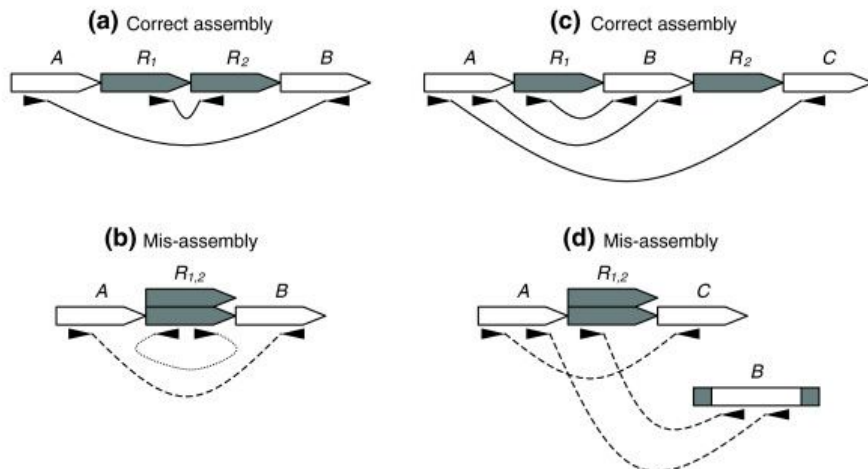 (a) Correct assembly
A R1 R2 B
(c) Correct assembly
A R1 B R2 C
(b) Mis-assembly
R1,2
A B
(d) Mis-assembly
R1,2
A C
B